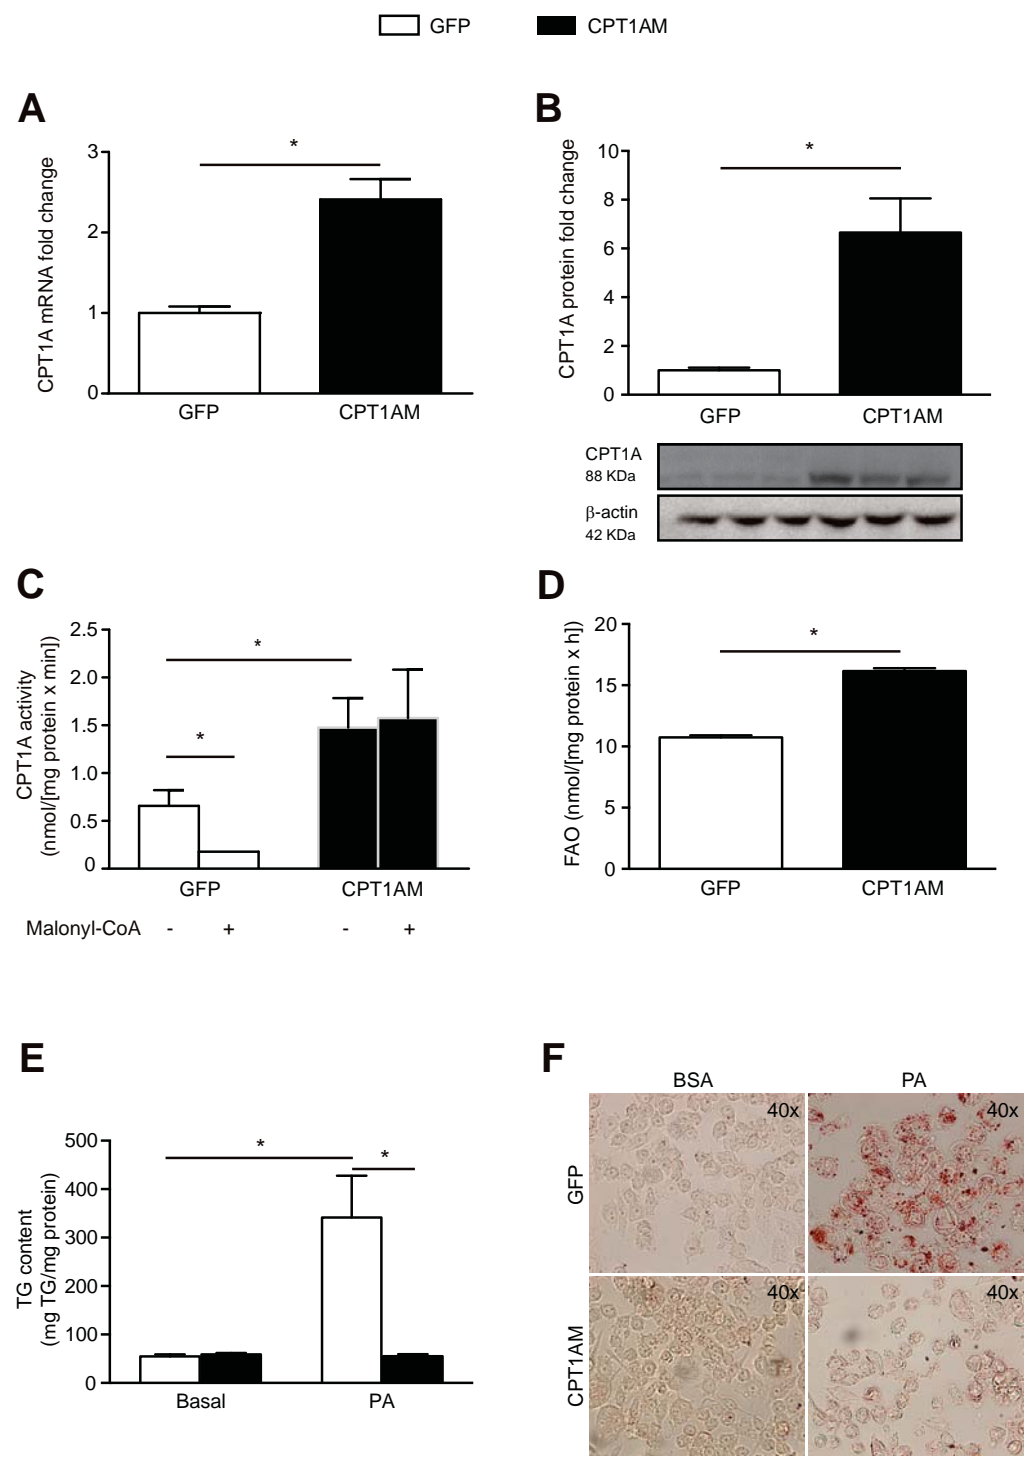 GFP CPT1AM
A
*
CPT1A mRNA fold change
3
2
1
0
GFP CPT1AM
B
*
CPT1A protein fold change
10
8
6
4
2
0
GFP CPT1AM
CPT1A
88 KDa
β-actin
42 KDa
C
*
*
CPT1A activity
(nmol/[mg protein x min])
2.5
2.0
1.5
1.0
0.5
0
GFP CPT1AM
Malonyl-CoA - + - +
D
*
FAO (nmol/[mg protein x h])
20
15
10
5
0
GFP CPT1AM
E
*
*
TG content
(mg TG/mg protein)
500
400
300
200
100
0
Basal PA
F
BSA PA
GFP
40x 40x
CPT1AM
40x 40x